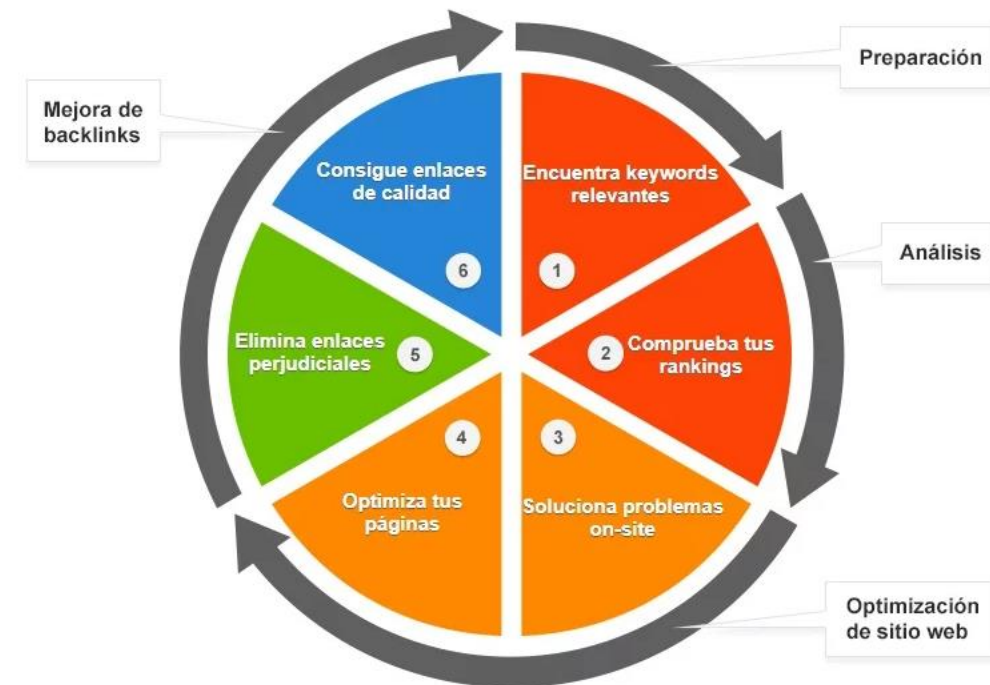 Preparación
Mejora de
backlinks
Consigue enlaces
de calidad
Encuentra keywords
relevantes
Análisis
6
1
Elimina enlaces
perjudiciales
5
2
Comprueba tus
rankings
4
3
Optimiza tus
páginas
Soluciona problemas
on-site
Optimización
de sitio web